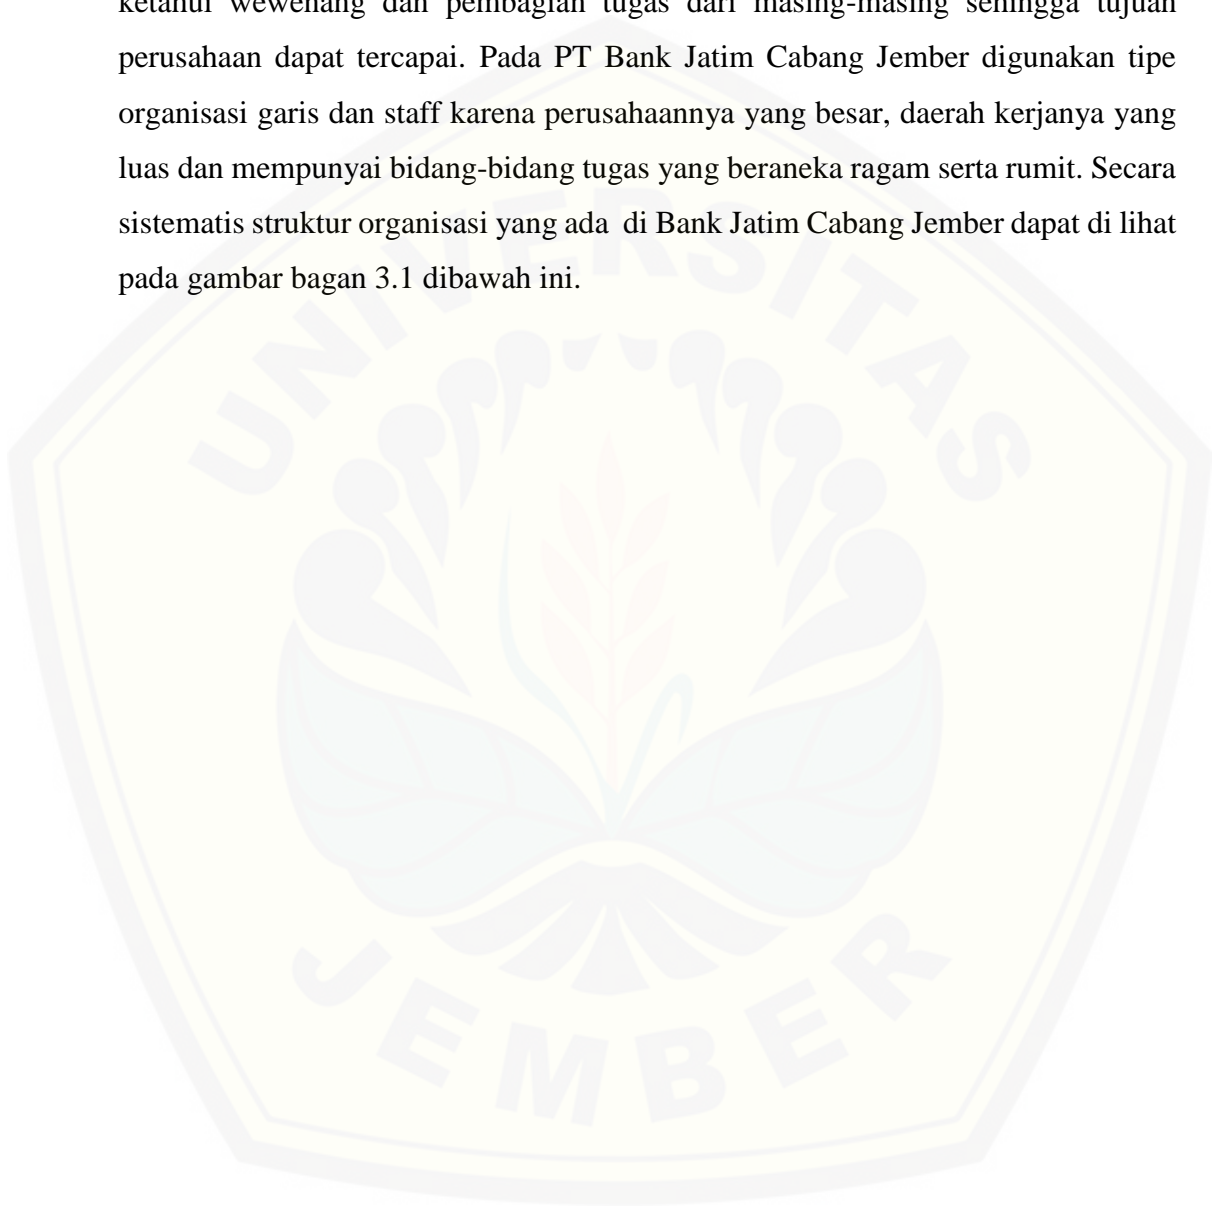 ketahui wewenang dan pembagian tugas dari masing-masing sehingga tujuan
perusahaan dapat tercapai. Pada PT Bank Jatim Cabang Jember digunakan tipe
organisasi garis dan staff karena perusahaannya yang besar, daerah kerjanya yang
luas dan mempunyai bidang-bidang tugas yang beraneka ragam serta rumit. Secara
sistematis struktur organisasi yang ada di Bank Jatim Cabang Jember dapat di lihat
pada gambar bagan 3.1 dibawah ini.
UNIVERSITAS
JEMBER